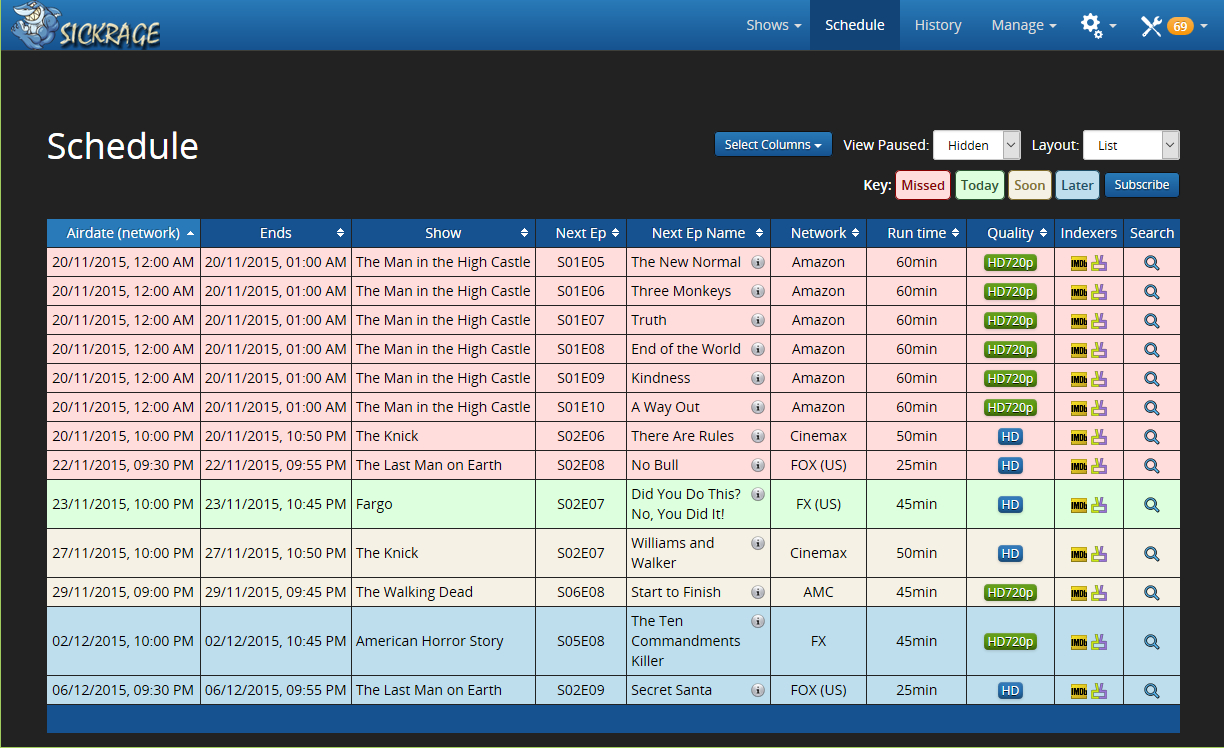 SICKRAGE Shows Schedule History Manage 69
Schedule
Select Columns View Paused: Hidden Layout: List
Key: Missed Today Soon Later Subscribe
Airdate (network) Ends Show Next Ep Next Ep Name Network Run time Quality Indexers Search
20/11/2015, 12:00 AM 20/11/2015, 01:00 AM The Man in the High Castle S01E05 The New Normal Amazon 60min HD720p IMDb
20/11/2015, 12:00 AM 20/11/2015, 01:00 AM The Man in the High Castle S01E06 Three Monkeys Amazon 60min HD720p IMDb
20/11/2015, 12:00 AM 20/11/2015, 01:00 AM The Man in the High Castle S01E07 Truth Amazon 60min HD720p IMDb
20/11/2015, 12:00 AM 20/11/2015, 01:00 AM The Man in the High Castle S01E08 End of the World Amazon 60min HD720p IMDb
20/11/2015, 12:00 AM 20/11/2015, 01:00 AM The Man in the High Castle S01E09 Kindness Amazon 60min HD720p IMDb
20/11/2015, 12:00 AM 20/11/2015, 01:00 AM The Man in the High Castle S01E10 A Way Out Amazon 60min HD720p IMDb
20/11/2015, 10:00 PM 20/11/2015, 10:50 PM The Knick S02E06 There Are Rules Cinemax 50min HD IMDb
22/11/2015, 09:30 PM 22/11/2015, 09:55 PM The Last Man on Earth S02E08 No Bull FOX (US) 25min HD IMDb
23/11/2015, 10:00 PM 23/11/2015, 10:45 PM Fargo S02E07 Did You Do This?
No, You Did It! FX (US) 45min HD IMDb
27/11/2015, 10:00 PM 27/11/2015, 10:50 PM The Knick S02E07 Williams and
Walker Cinemax 50min HD IMDb
29/11/2015, 09:00 PM 29/11/2015, 09:45 PM The Walking Dead S06E08 Start to Finish AMC 45min HD720p IMDb
02/12/2015, 10:00 PM 02/12/2015, 10:45 PM American Horror Story S05E08 The Ten
Commandments
Killer FX 45min HD720p IMDb
06/12/2015, 09:30 PM 06/12/2015, 09:55 PM The Last Man on Earth S02E09 Secret Santa FOX (US) 25min HD IMDb